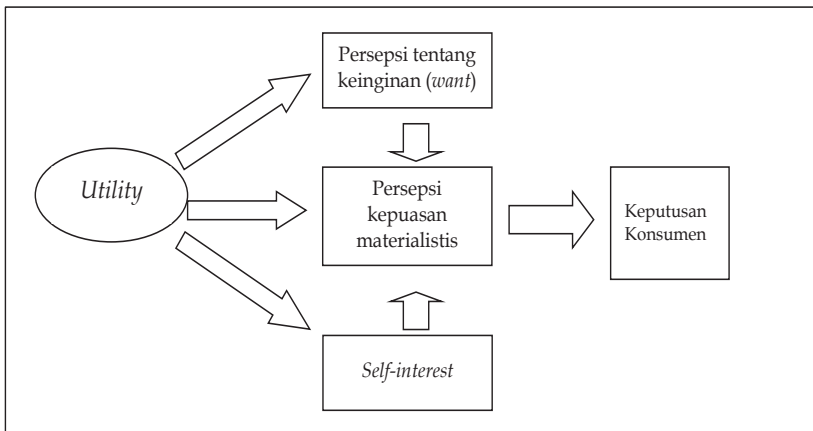 Persepsi tentang
keinginan (want)
Utility
Persepsi
kepuasan
materialistis
Keputusan
Konsumen
Self-interest